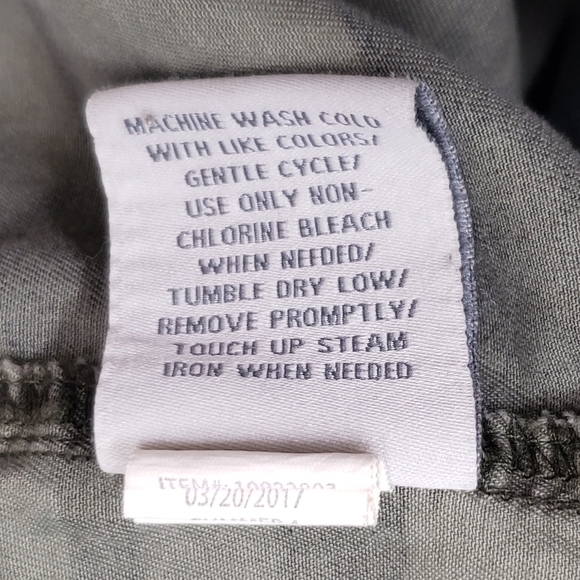 MACHINE WASH COLD
WITH LIKE COLORS/
GENTLE CYCLE/
USE ONLY NON-
CHLORINE BLEACH
WHEN NEEDED/
TUMBLE DRY LOW/
REMOVE PROMPTLY/
TOUCH UP STEAM
IRON WHEN NEEDED
ITEM#:
03/20/2017